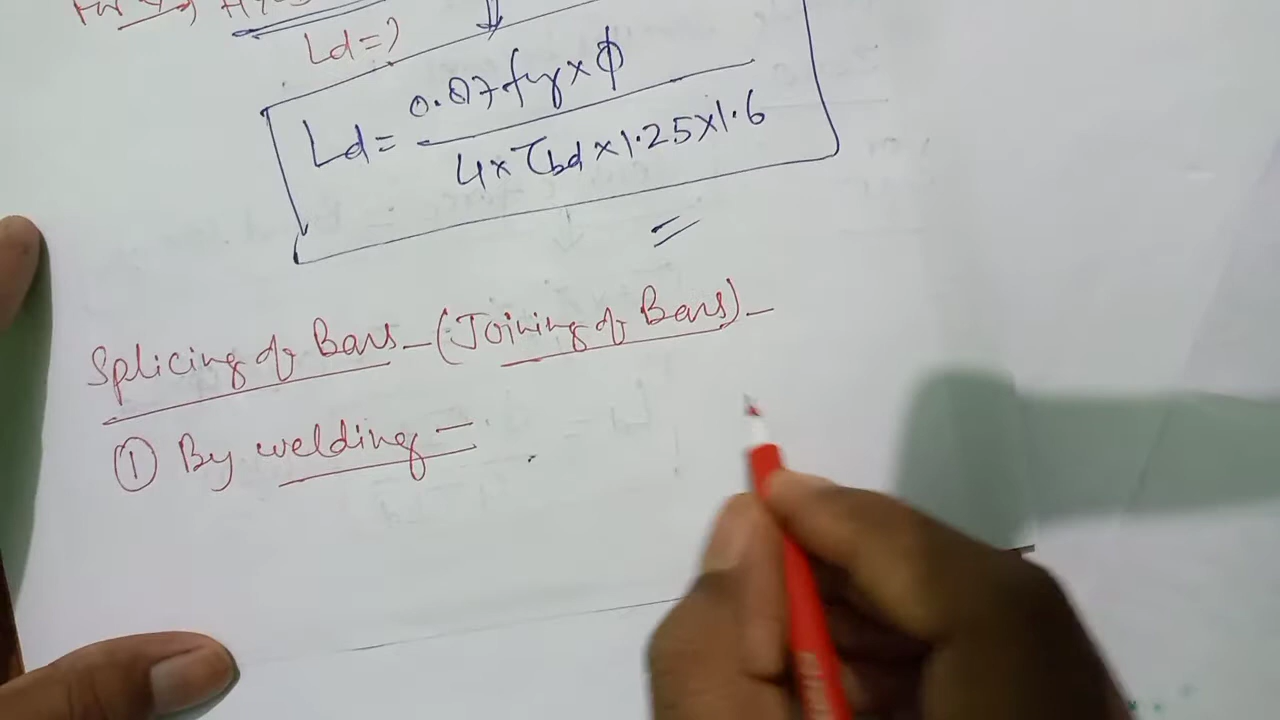 Ld=?
Ld = 0.87fy×ϕ
4×τbd×1.25×1.6
Splicing of Bars - (Joining of Bars) -
① By welding =